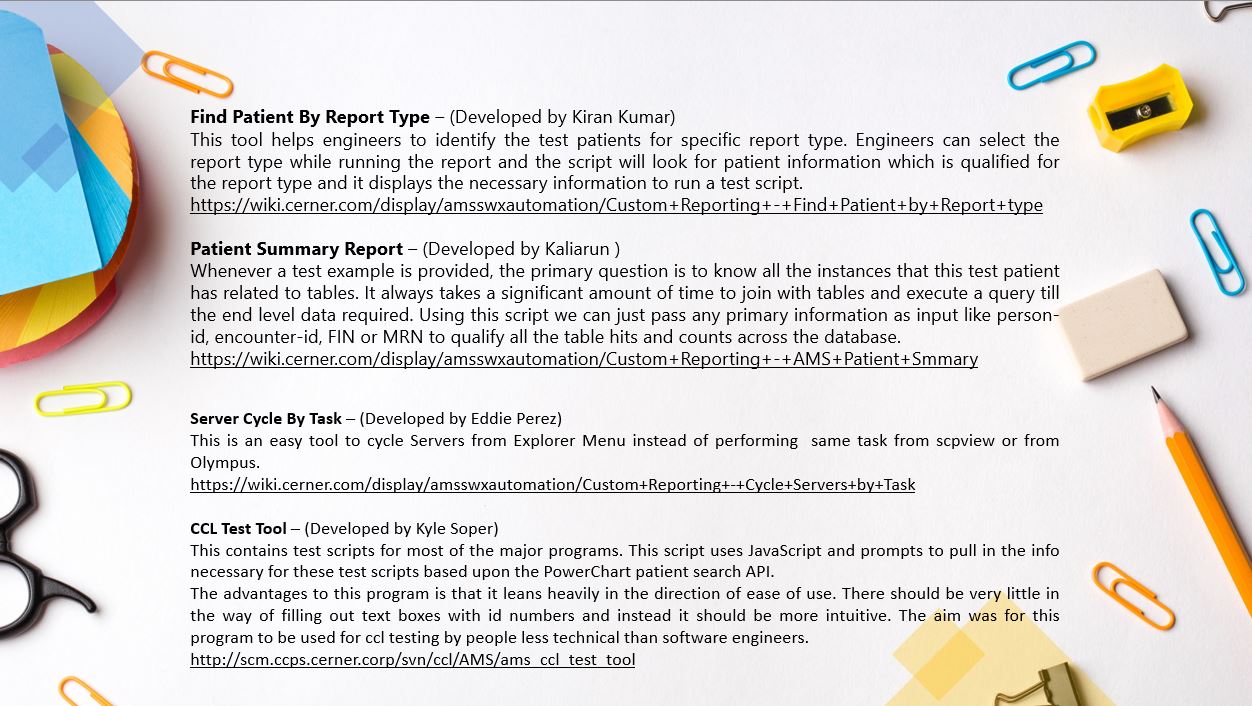 Find Patient By Report Type – (Developed by Kiran Kumar)
This tool helps engineers to identify the test patients for specific report type. Engineers can select the
report type while running the report and the script will look for patient information which is qualified for
the report type and it displays the necessary information to run a test script.
https://wiki.cerner.com/display/amsswxautomation/Custom+Reporting+-+Find+Patient+by+Report+type
Patient Summary Report – (Developed by Kaliarun )
Whenever a test example is provided, the primary question is to know all the instances that this test patient
has related to tables. It always takes a significant amount of time to join with tables and execute a query till
the end level data required. Using this script we can just pass any primary information as input like person-
id, encounter-id, FIN or MRN to qualify all the table hits and counts across the database.
https://wiki.cerner.com/display/amsswxautomation/Custom+Reporting+-+AMS+Patient+Smmary
Server Cycle By Task – (Developed by Eddie Perez)
This is an easy tool to cycle Servers from Explorer Menu instead of performing  same task from scpview or from
Olympus.
https://wiki.cerner.com/display/amsswxautomation/Custom+Reporting+-+Cycle+Servers+by+Task
CCL Test Tool – (Developed by Kyle Soper)
This contains test scripts for most of the major programs. This script uses JavaScript and prompts to pull in the info
necessary for these test scripts based upon the PowerChart patient search API.
The advantages to this program is that it leans heavily in the direction of ease of use. There should be very little in
the way of filling out text boxes with id numbers and instead it should be more intuitive. The aim was for this
program to be used for ccl testing by people less technical than software engineers.
http://scm.ccps.cerner.corp/svn/ccl/AMS/ams_ccl_test_tool